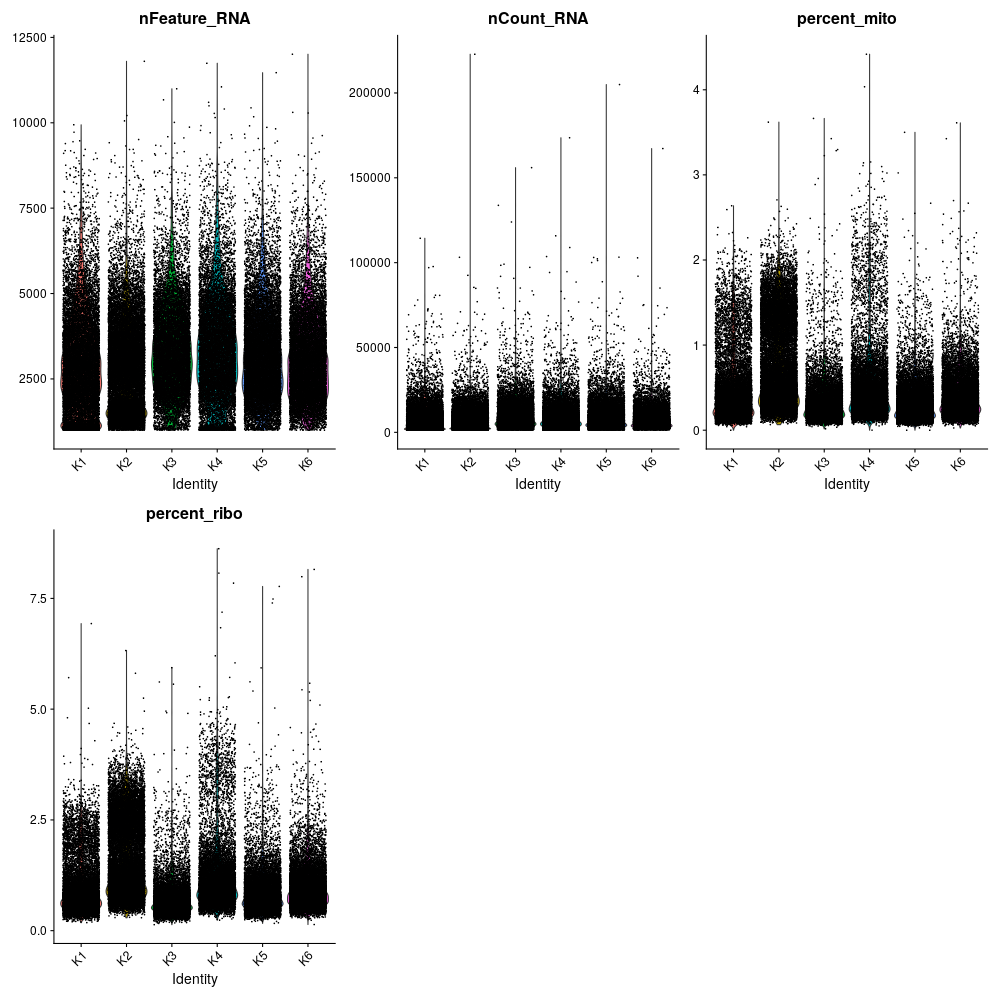 nFeature_RNA
12500
10000
7500
5000
2500
K1 K2 K3 K4 K5 K6
Identity
nCount_RNA
200000
150000
100000
50000
0
K1 K2 K3 K4 K5 K6
Identity
percent_mito
4
3
2
1
0
K1 K2 K3 K4 K5 K6
Identity
percent_ribo
7.5
5.0
2.5
0.0
K1 K2 K3 K4 K5 K6
Identity